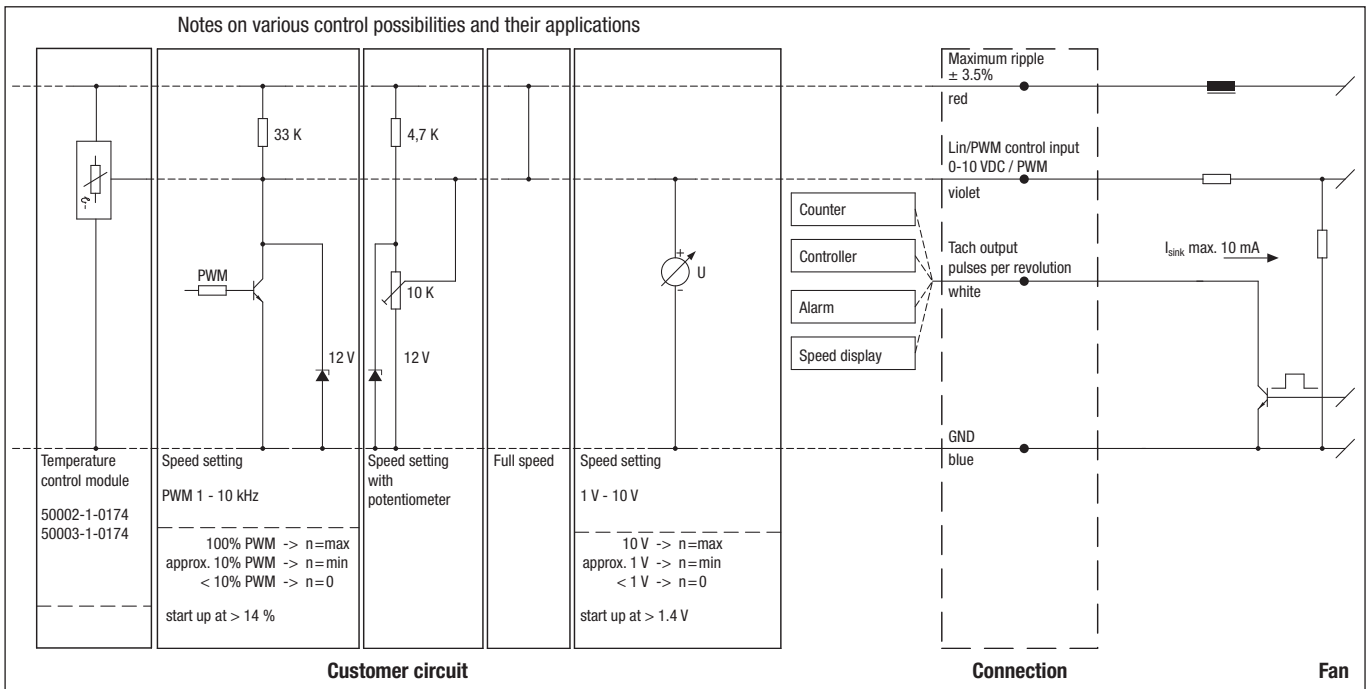 Notes on various control possibilities and their applications
33 K
PWM
12 V
4,7 K
10 K
12 V
+
U
-
Counter
Controller
Alarm
Speed display
Maximum ripple
± 3.5%
red
Lin/PWM control input
0-10 VDC / PWM
violet
Tach output
pulses per revolution
white
GND
blue
Isink max. 10 mA
Temperature
control module
50002-1-0174
50003-1-0174
Speed setting
PWM 1 - 10 kHz
100% PWM -> n=max
approx. 10% PWM -> n=min
< 10% PWM -> n=0
start up at > 14 %
Speed setting
with
potentiometer
Full speed
Speed setting
1 V - 10 V
10 V -> n=max
approx. 1 V -> n=min
< 1 V -> n=0
start up at > 1.4 V
Customer circuit
Connection
Fan